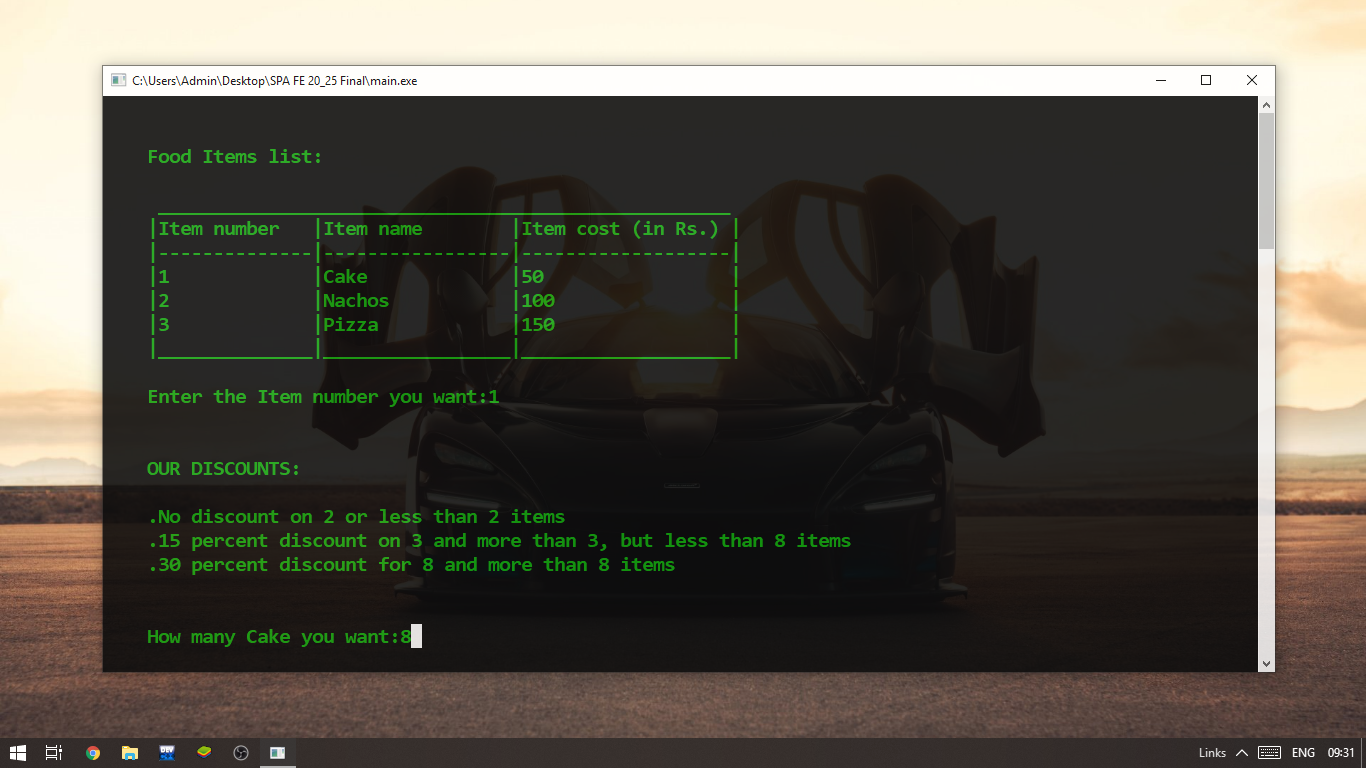 C:\Users\Admin\Desktop\SPA FE 20_25 Final\main.exe
Food Items list:
|Item number |Item name |Item cost (in Rs.) |
|--------------|-----------------|-------------------|
|1 |Cake |50 |
|2 |Nachos |100 |
|3 |Pizza |150 |
Enter the Item number you want:1
OUR DISCOUNTS:
.No discount on 2 or less than 2 items
.15 percent discount on 3 and more than 3, but less than 8 items
.30 percent discount for 8 and more than 8 items
How many Cake you want:8
DEV
Links ENG 09:31